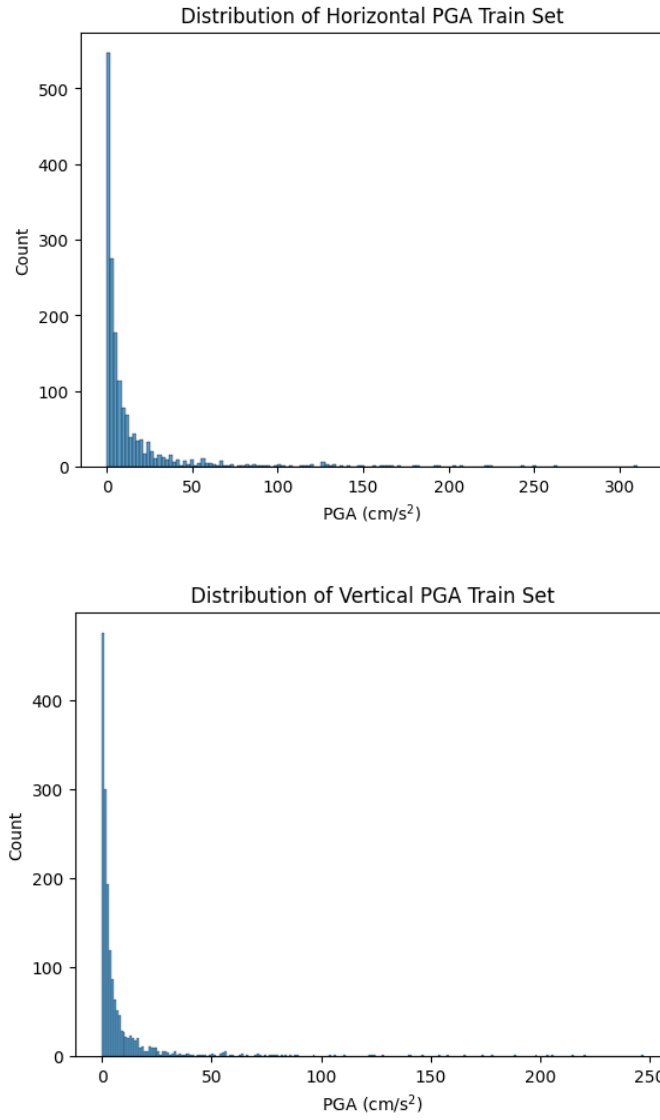 Distribution of Horizontal PGA Train Set
500
400
300
200
100
0
Count
0 50 100 150 200 250 300
PGA (cm/s²)
Distribution of Vertical PGA Train Set
400
300
200
100
0
Count
0 50 100 150 200 250
PGA (cm/s²)